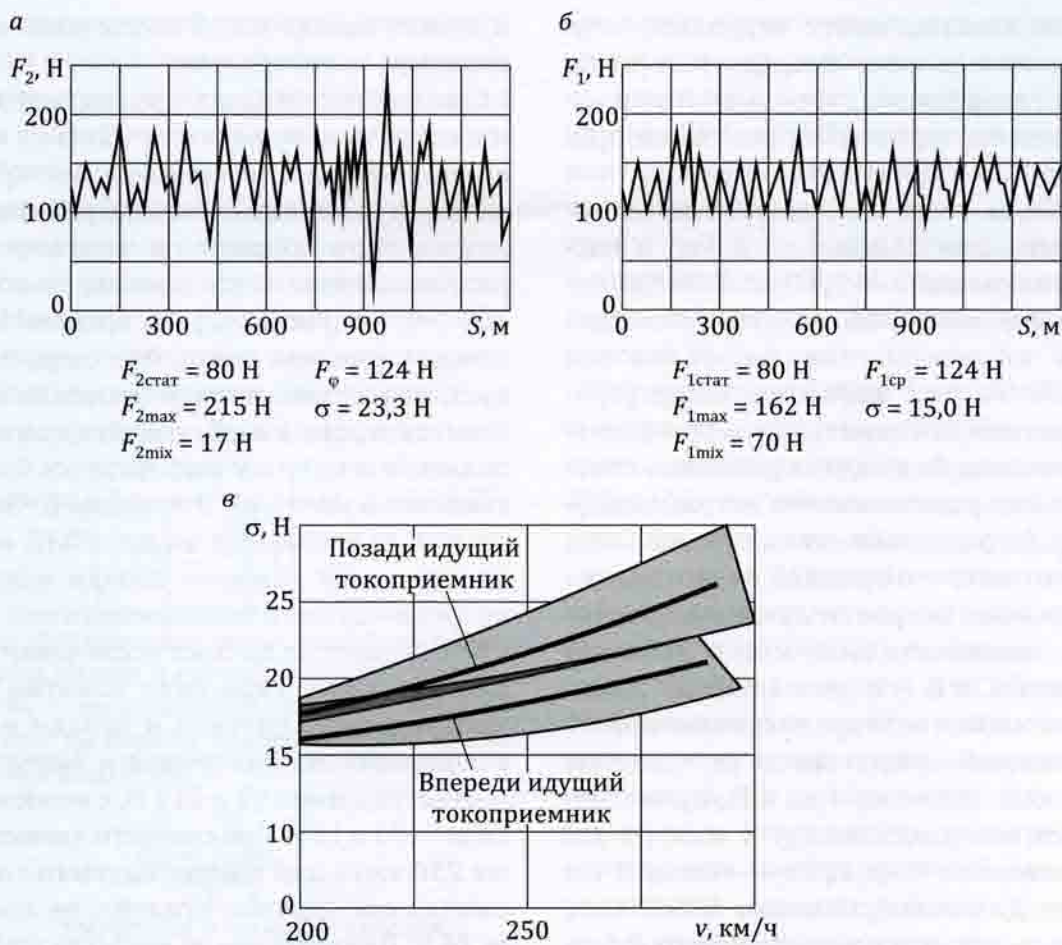 а
F₂, Н
200
100
0
0 300 600 900 S, м
F₂стат = 80 Н Fφ = 124 Н
F₂max = 215 Н σ = 23,3 Н
F₂mix = 17 Н
б
F₁, Н
200
100
0
0 300 600 900 S, м
F₁стат = 80 Н F₁ср = 124 Н
F₁max = 162 Н σ = 15,0 Н
F₁mix = 70 Н
в
σ, Н
Позади идущий
токоприемник
25
20
15
Впереди идущий
токоприемник
10
0
200 250 v, км/ч